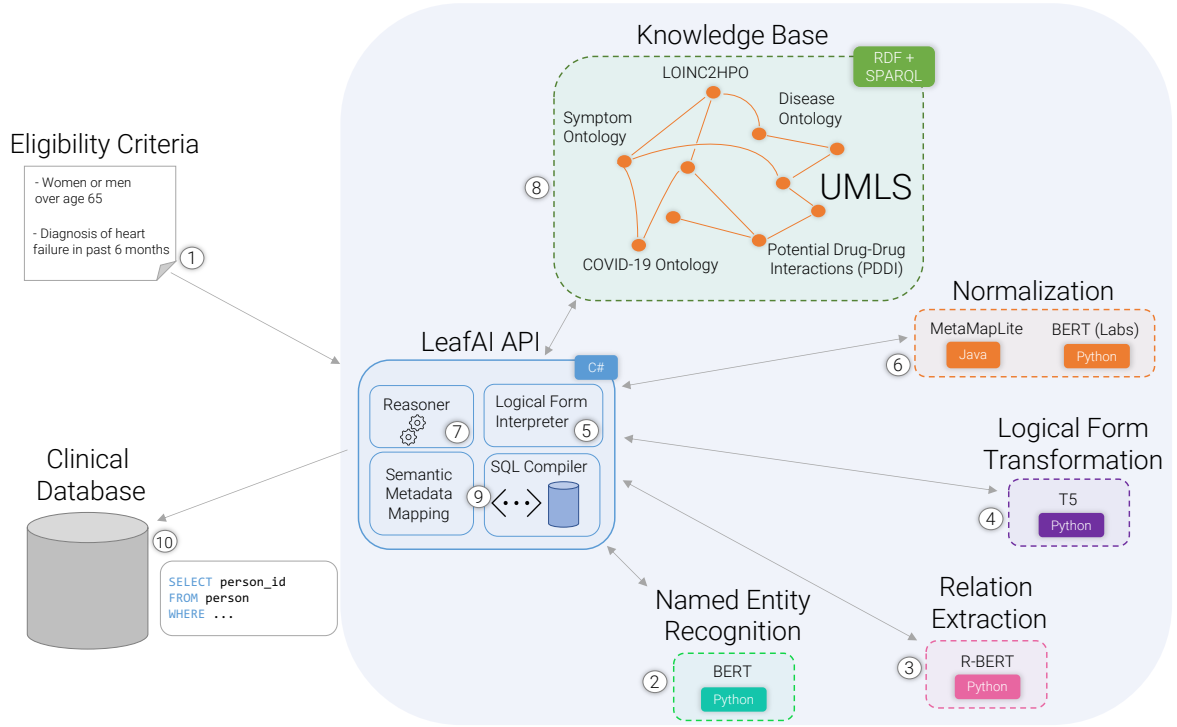 Knowledge Base
RDF +
SPARQL
LOINC2HPO
Disease
Ontology
Symptom
Ontology
UMLS
8
COVID-19 Ontology
Potential Drug-Drug
Interactions (PDDI)
Eligibility Criteria
- Women or men
over age 65
- Diagnosis of heart
failure in past 6 months
1
Normalization
MetaMapLite
Java
BERT (Labs)
Python
6
LeafAI API
C#
Reasoner
7
Logical Form
Interpreter
5
Semantic
Metadata
Mapping
9
SQL Compiler
<...>
Logical Form
Transformation
T5
Python
4
Clinical
Database
10
SELECT person_id
FROM person
WHERE ...
Named Entity
Recognition
BERT
Python
2
Relation
Extraction
R-BERT
Python
3